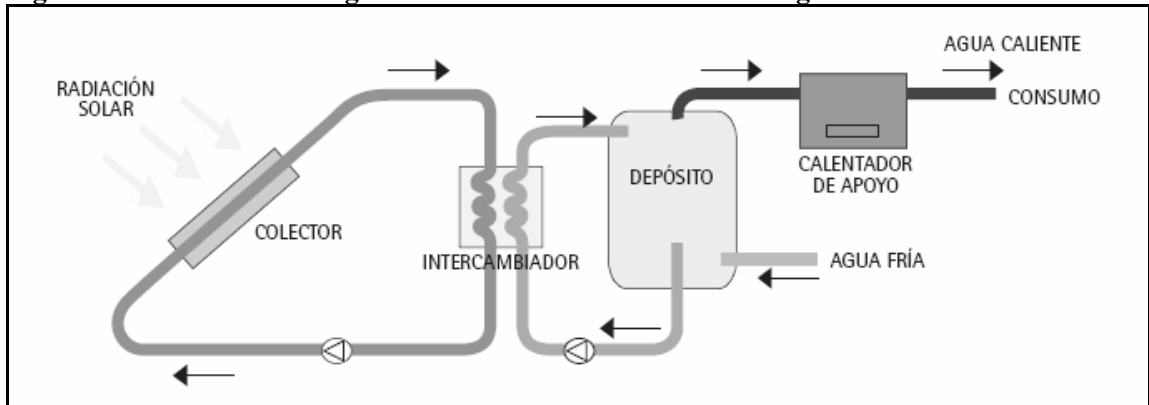 AGUA CALIENTE
RADIACIÓN
SOLAR
CONSUMO
DEPÓSITO
CALENTADOR
DE APOYO
COLECTOR
INTERCAMBIADOR
AGUA FRÍA